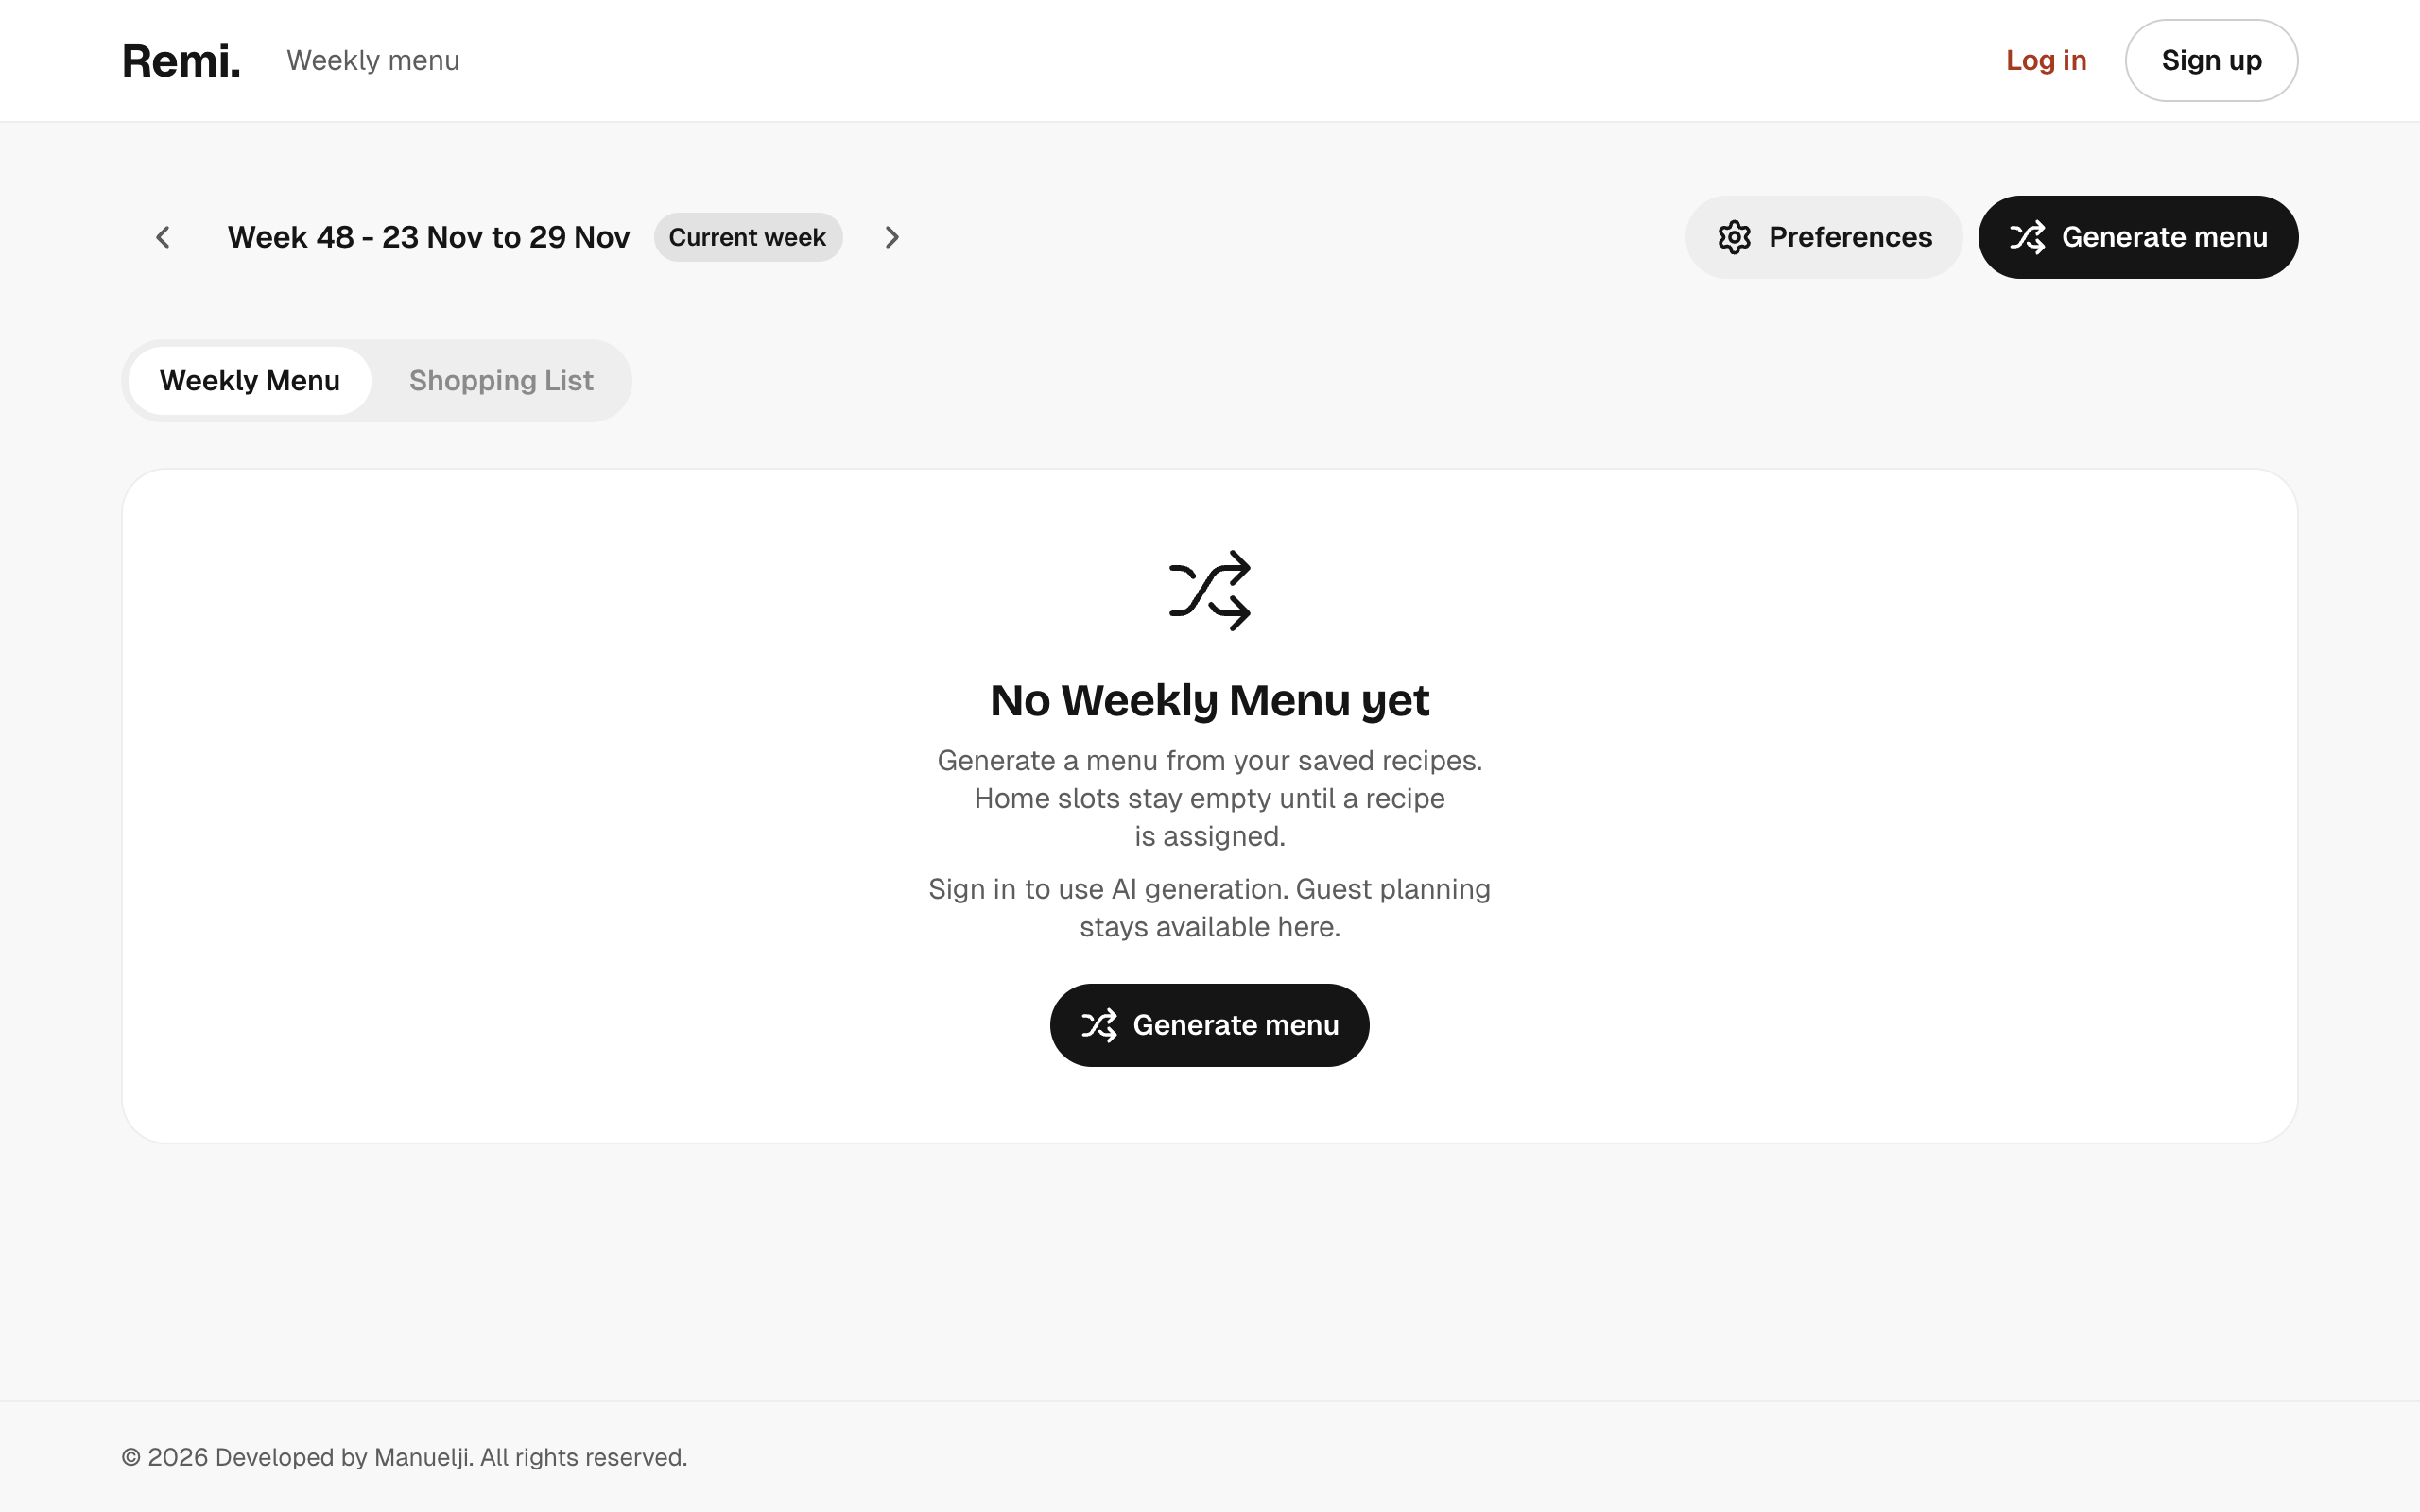 Remi.
Weekly menu
Log in
Sign up
Week 48 - 23 Nov to 29 Nov
Current week
Preferences
Generate menu
Weekly Menu
Shopping List
No Weekly Menu yet
Generate a menu from your saved recipes.
Home slots stay empty until a recipe
is assigned.
Sign in to use AI generation. Guest planning
stays available here.
Generate menu
© 2026 Developed by Manuelji. All rights reserved.